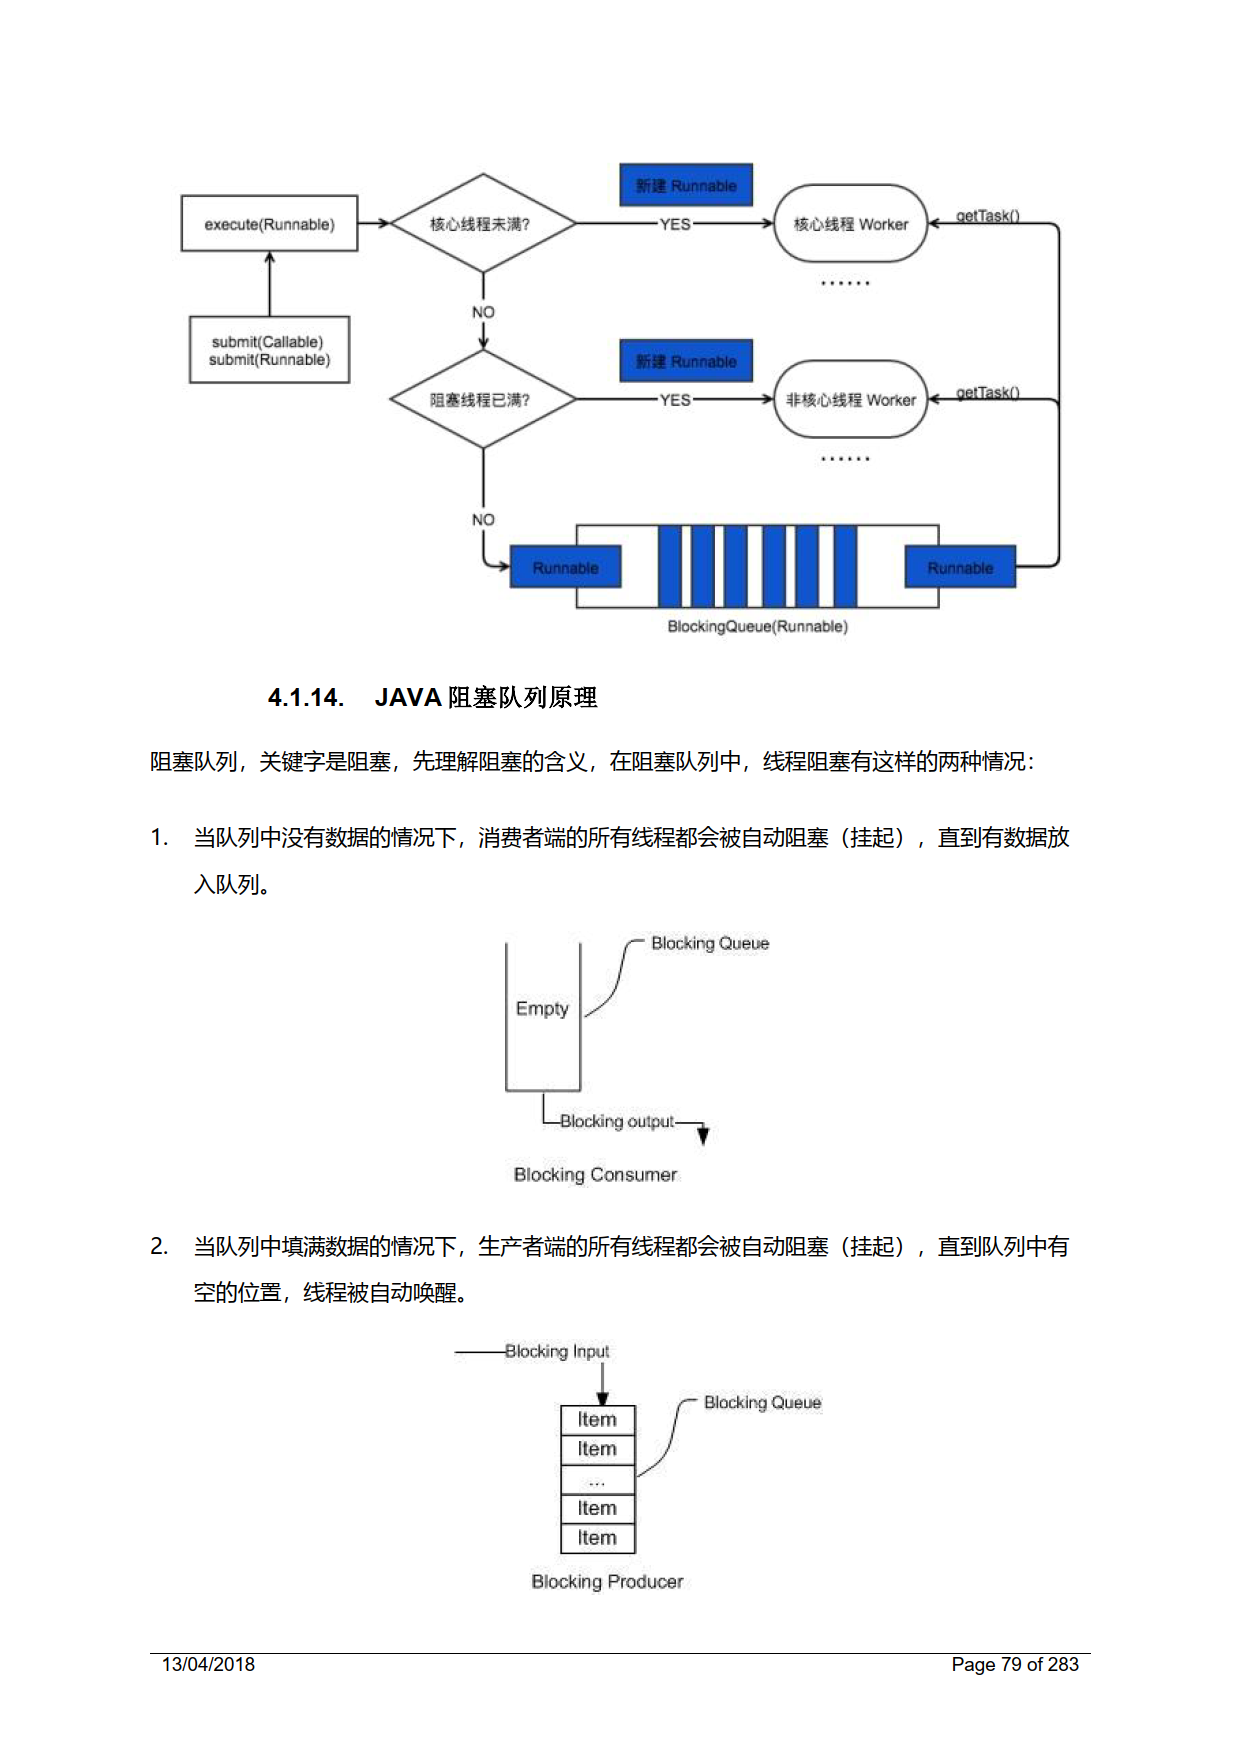 新建 Runnable
execute(Runnable)
核心线程未满?
YES
核心线程 Worker
getTask()
......
NO
submit(Callable)
submit(Runnable)
新建 Runnable
阻塞线程已满?
YES
非核心线程 Worker
getTask()
......
NO
Runnable
Runnable
BlockingQueue(Runnable)
4.1.14. JAVA 阻塞队列原理
阻塞队列，关键字是阻塞，先理解阻塞的含义，在阻塞队列中，线程阻塞有这样的两种情况：
1. 当队列中没有数据的情况下，消费者端的所有线程都会被自动阻塞（挂起），直到有数据放
入队列。
Blocking Queue
Empty
Blocking output
Blocking Consumer
2. 当队列中填满数据的情况下，生产者端的所有线程都会被自动阻塞（挂起），直到队列中有
空的位置，线程被自动唤醒。
Blocking Input
Blocking Queue
Item
Item
...
Item
Item
Blocking Producer
13/04/2018
Page 79 of 283